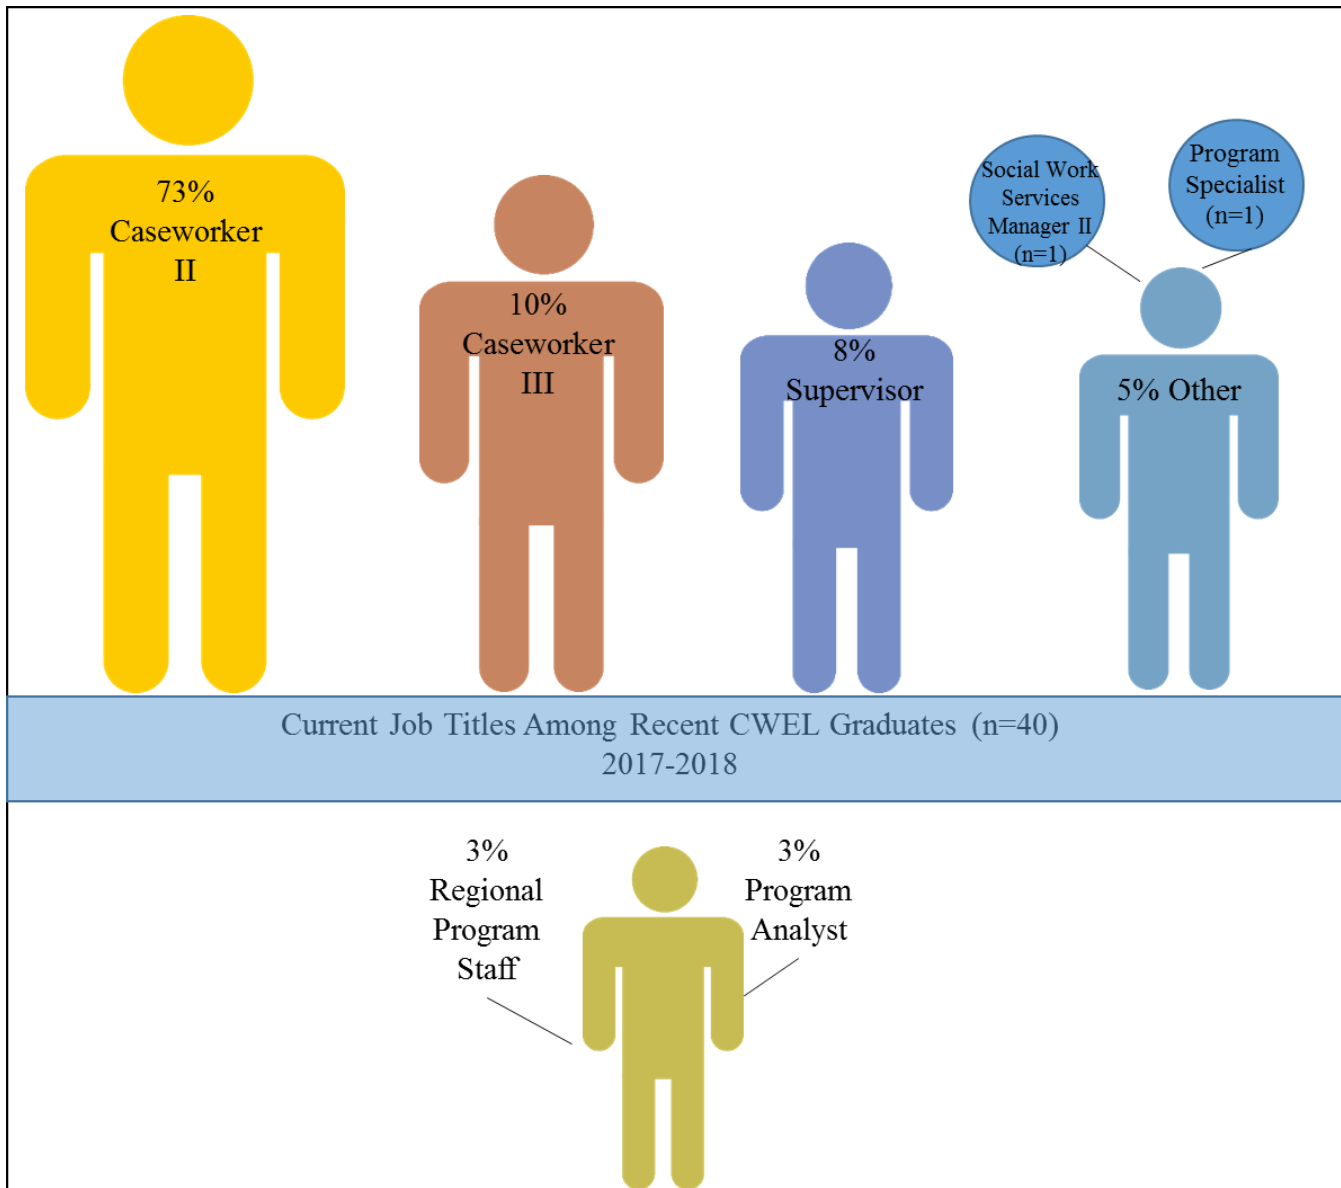 73%
Caseworker
II
10%
Caseworker
III
8%
Supervisor
Social Work
Services
Manager II
(n=1)
Program
Specialist
(n=1)
5% Other
Current Job Titles Among Recent CWEL Graduates (n=40)
2017-2018
3%
Regional
Program
Staff
3%
Program
Analyst